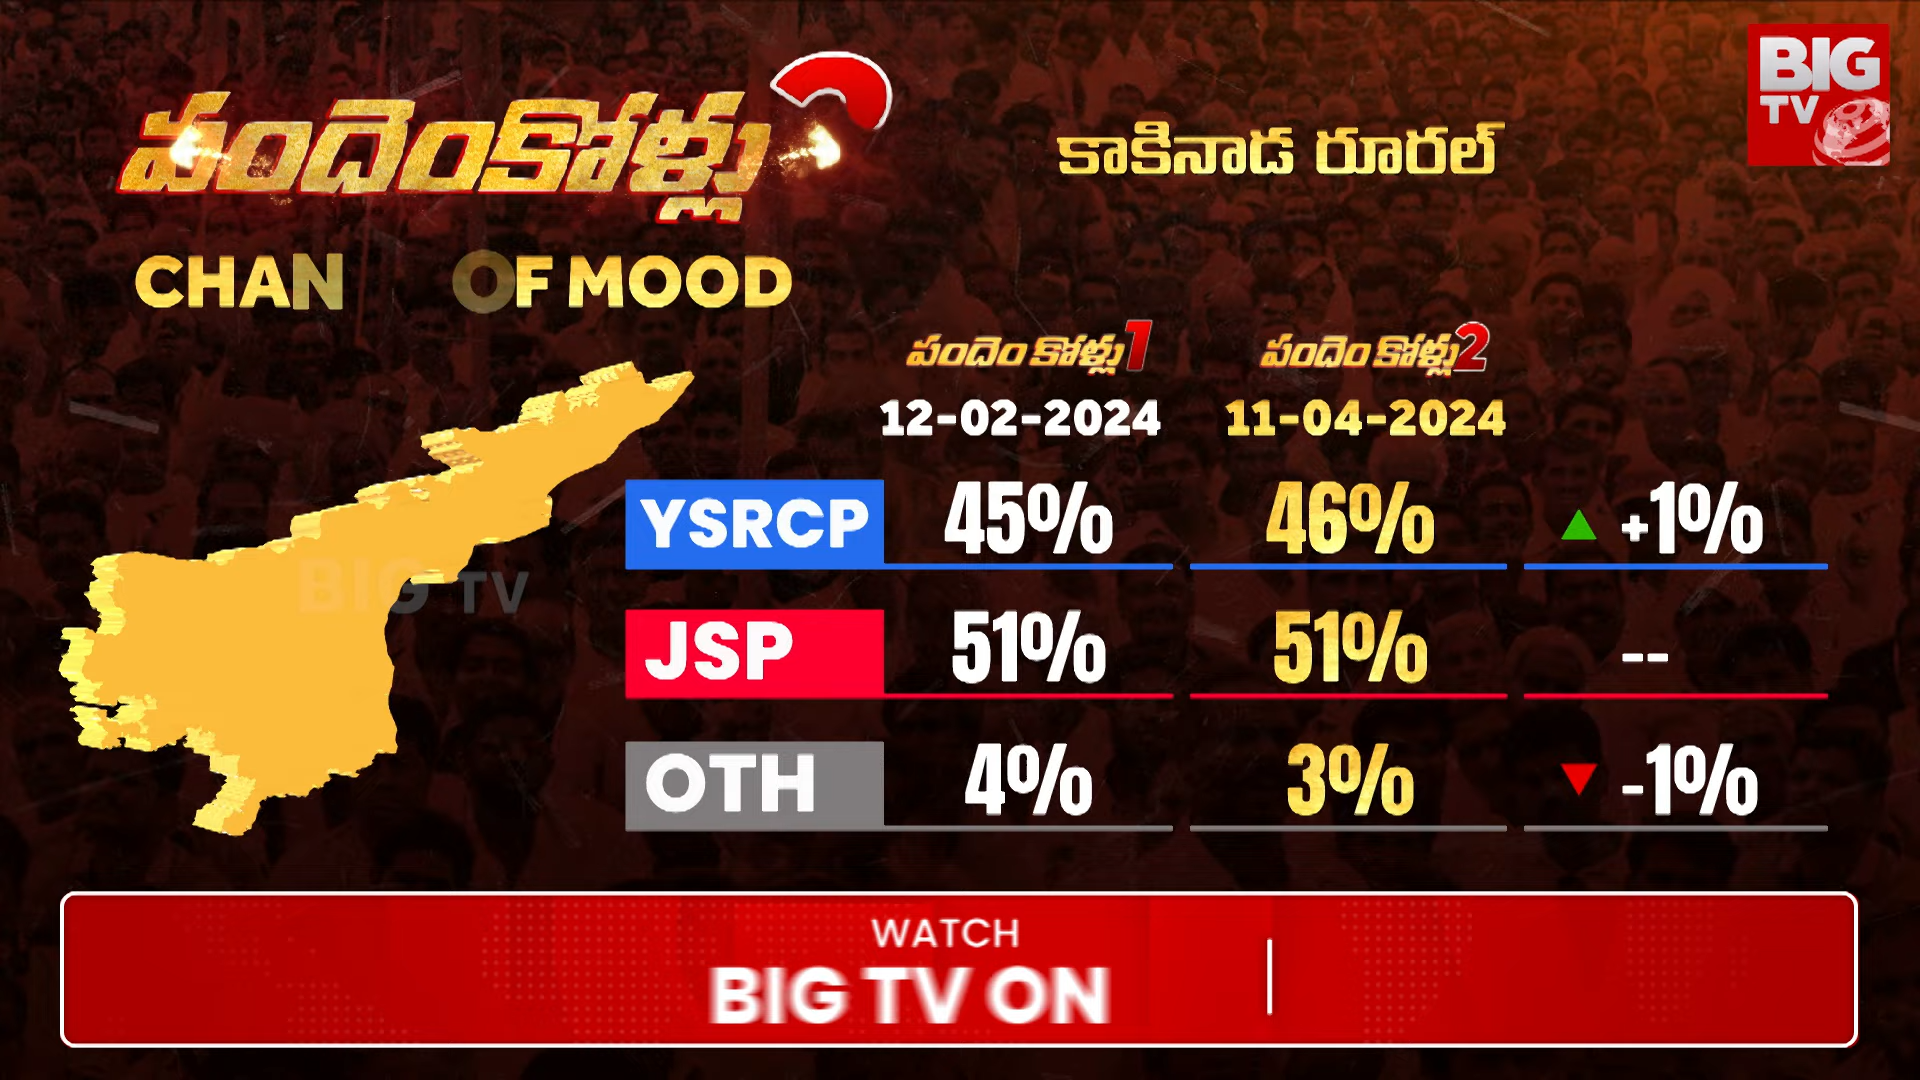 పందెంకోళ్లు
BIG
TV
కాకినాడ రూరల్
CHAN OF MOOD
పందెం కోళ్లు 1
పందెం కోళ్లు 2
12-02-2024
11-04-2024
YSRCP 45% 46% +1%
BIG TV
JSP 51% 51% --
OTH 4% 3% -1%
WATCH
BIG TV ON